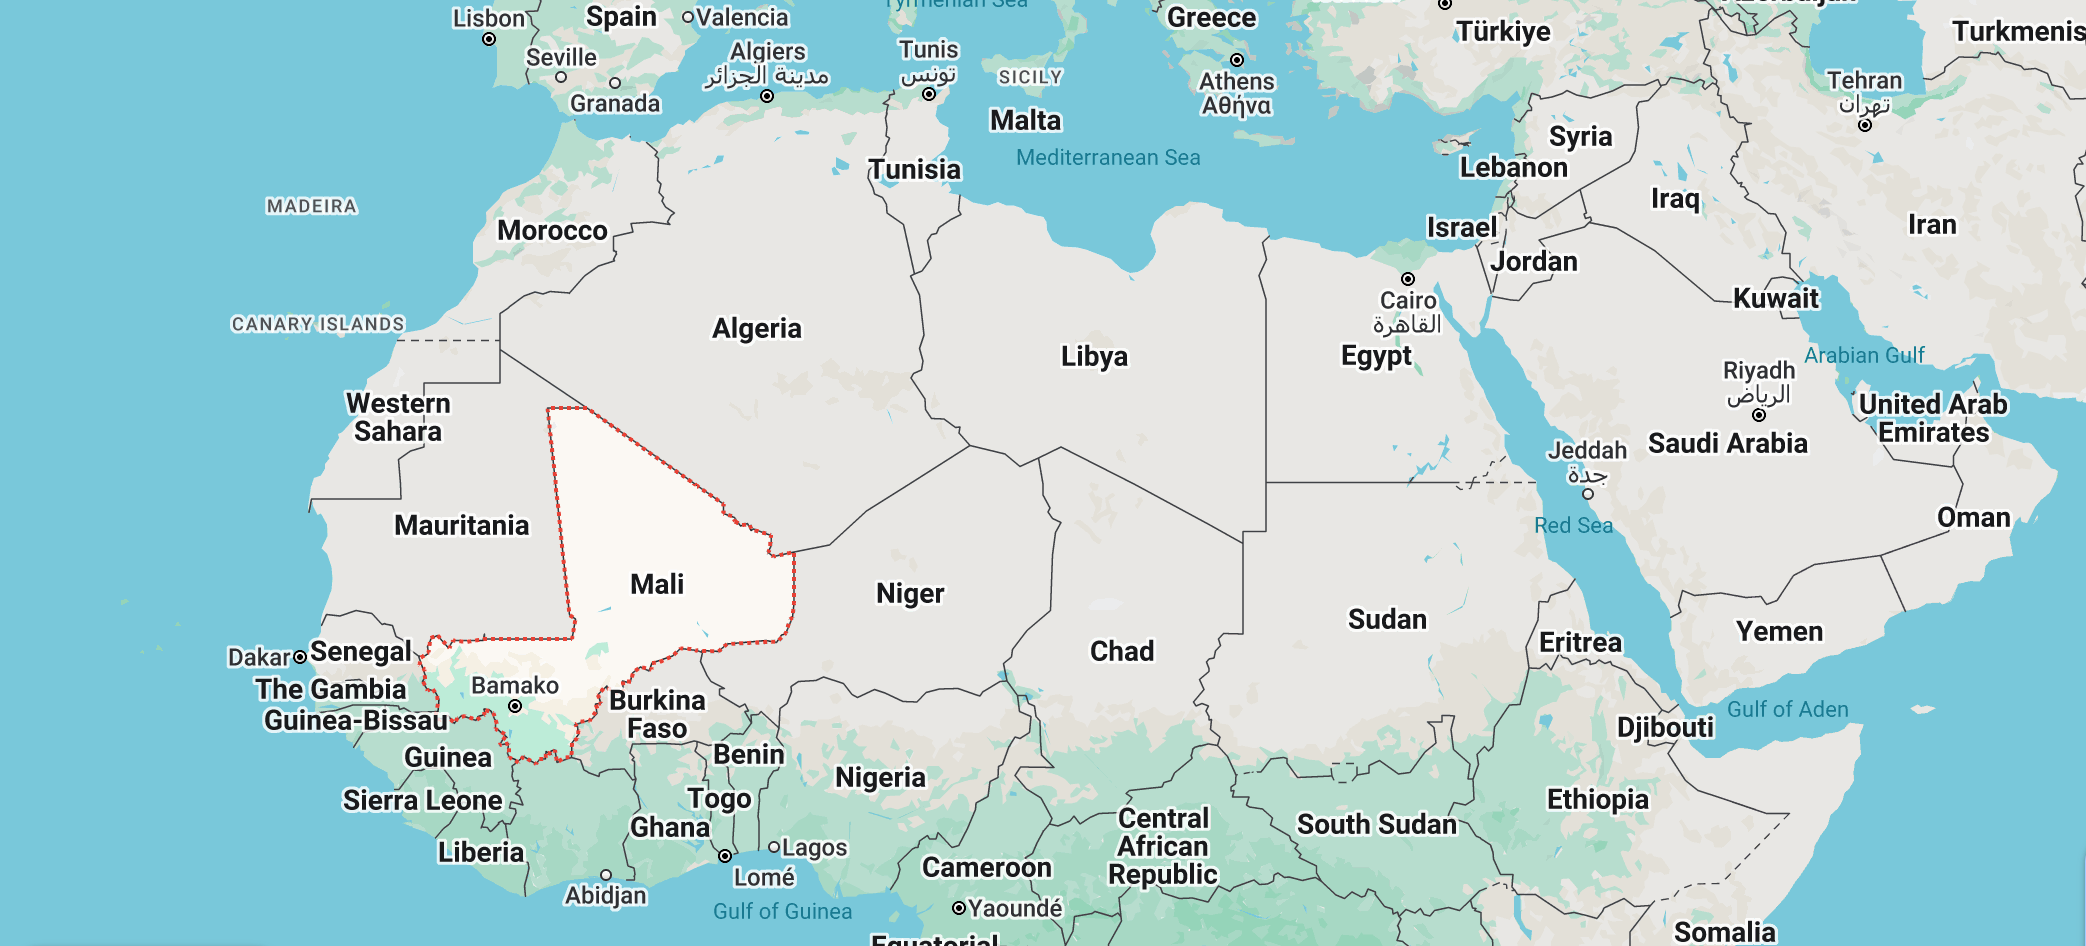 Tyrrhenian Sea
Lisbon
Spain
Valencia
Seville
Granada
Algiers
مدينة الجزائر
Tunis
تونس
SICILY
Malta
Mediterranean Sea
Greece
Athens
Αθήνα
Türkiye
Azerbaijan
Turkmenis
Tehran
تهران
Syria
Lebanon
Iraq
Iran
Israel
Jordan
Kuwait
Tunisia
MADEIRA
Morocco
CANARY ISLANDS
Algeria
Libya
Cairo
القاهرة
Egypt
Arabian Gulf
Riyadh
الرياض
United Arab
Emirates
Saudi Arabia
Jeddah
جدة
Western
Sahara
Mauritania
Red Sea
Oman
Mali
Niger
Chad
Sudan
Eritrea
Yemen
Dakar
Senegal
The Gambia
Guinea-Bissau
Bamako
Burkina
Faso
Gulf of Aden
Djibouti
Guinea
Benin
Nigeria
Sierra Leone
Togo
Ghana
Liberia
Lagos
Lomé
Abidjan
Gulf of Guinea
Cameroon
Yaoundé
Central
African
Republic
South Sudan
Ethiopia
Somalia
Equatorial